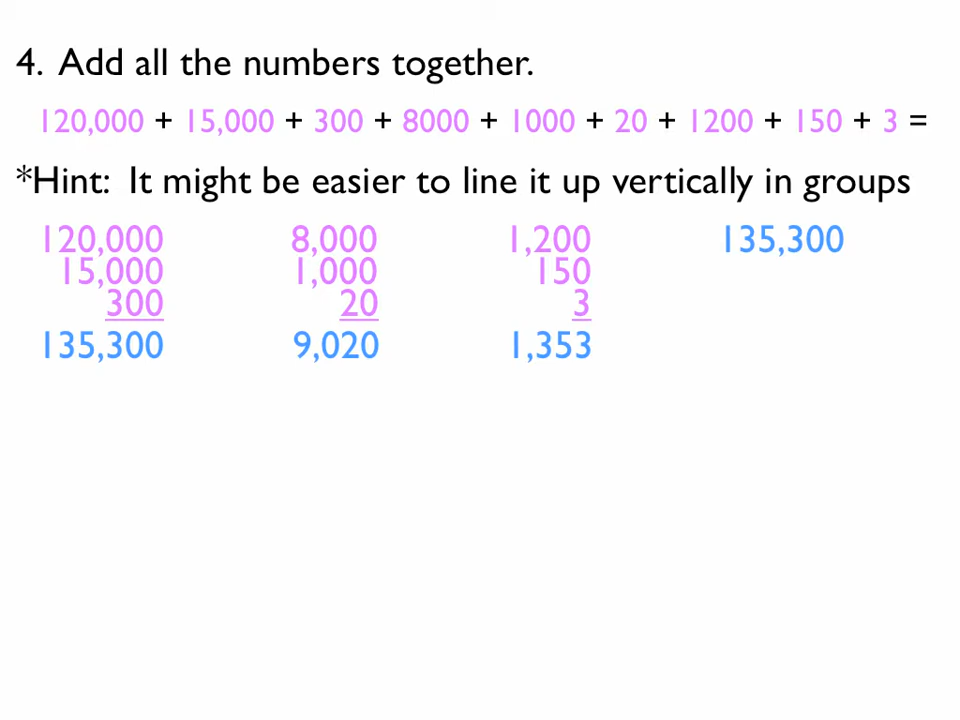 4. Add all the numbers together.
120,000 + 15,000 + 300 + 8000 + 1000 + 20 + 1200 + 150 + 3 =
*Hint: It might be easier to line it up vertically in groups
120,000 8,000 1,200 135,300
15,000 1,000 150
300 20 3
135,300 9,020 1,353